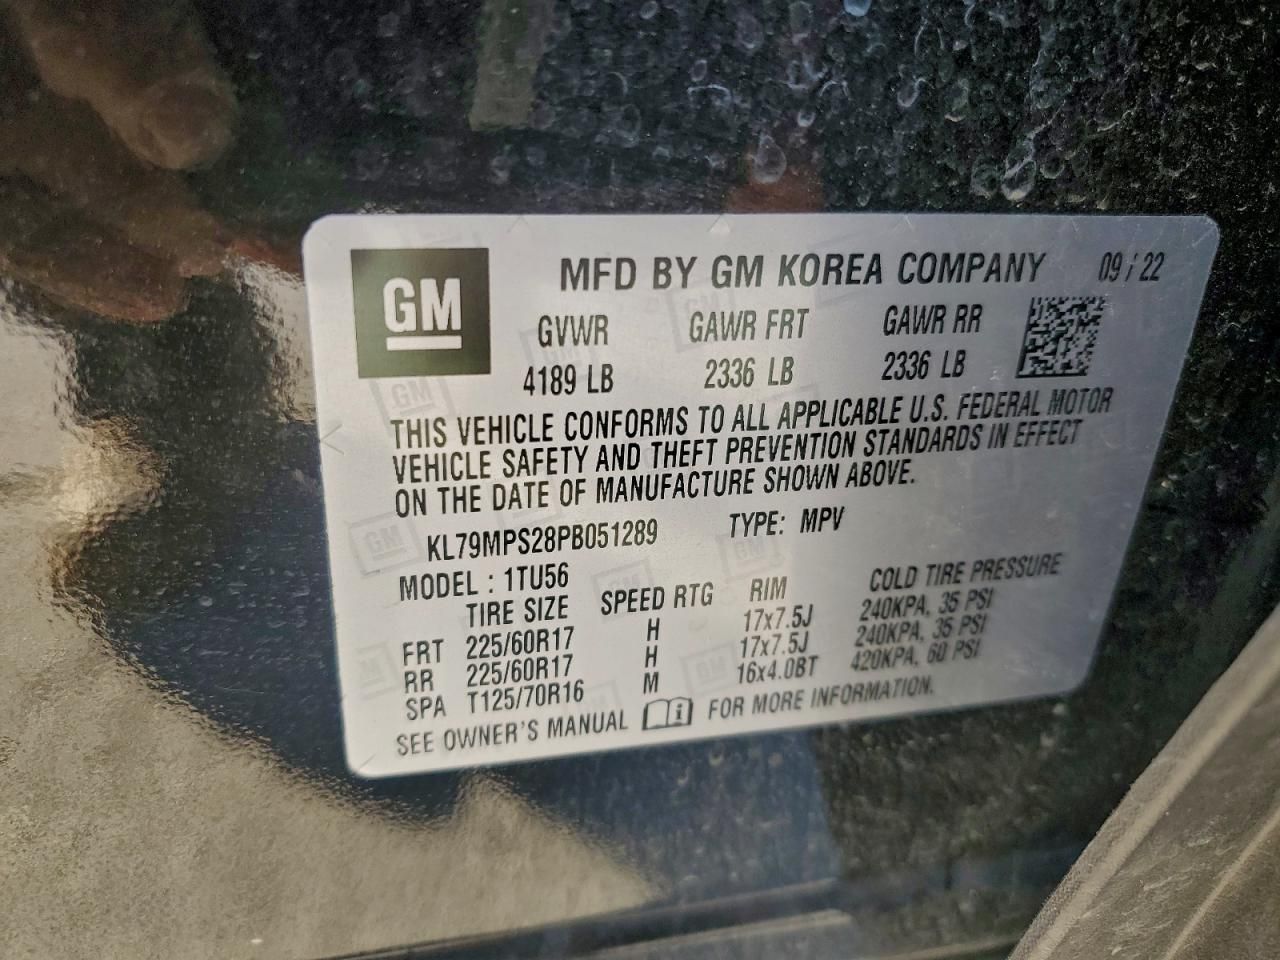 GM
MFD BY GM KOREA COMPANY 09 / 22
GVWR GAWR FRT GAWR RR
4189 LB 2336 LB 2336 LB
THIS VEHICLE CONFORMS TO ALL APPLICABLE U.S. FEDERAL MOTOR
VEHICLE SAFETY AND THEFT PREVENTION STANDARDS IN EFFECT
ON THE DATE OF MANUFACTURE SHOWN ABOVE.
KL79MPS28PB051289 TYPE: MPV
MODEL : 1TU56
TIRE SIZE SPEED RTG RIM COLD TIRE PRESSURE
FRT 225/60R17 H 17x7.5J 240KPA, 35 PSI
RR 225/60R17 H 17x7.5J 240KPA, 35 PSI
SPA T125/70R16 M 16x4.0BT 420KPA, 60 PSI
SEE OWNER'S MANUAL i FOR MORE INFORMATION.